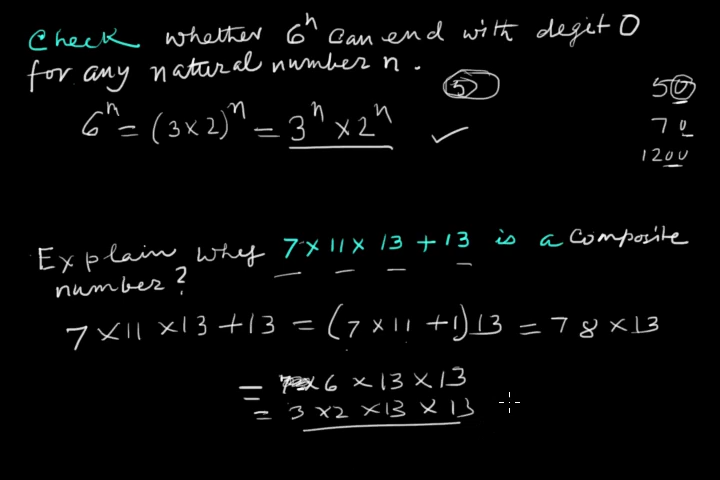 Check whether 6ⁿ can end with degit 0
for any natural number n.
5
50
70
1200
6ⁿ = (3×2)ⁿ = 3ⁿ × 2ⁿ
Explain why 7 × 11 × 13 + 13 is a composite
number?
7 × 11 × 13 + 13 = (7 × 11 + 1) 13 = 78 × 13
= × 6 × 13 × 13
= 3 × 2 × 13 × 13